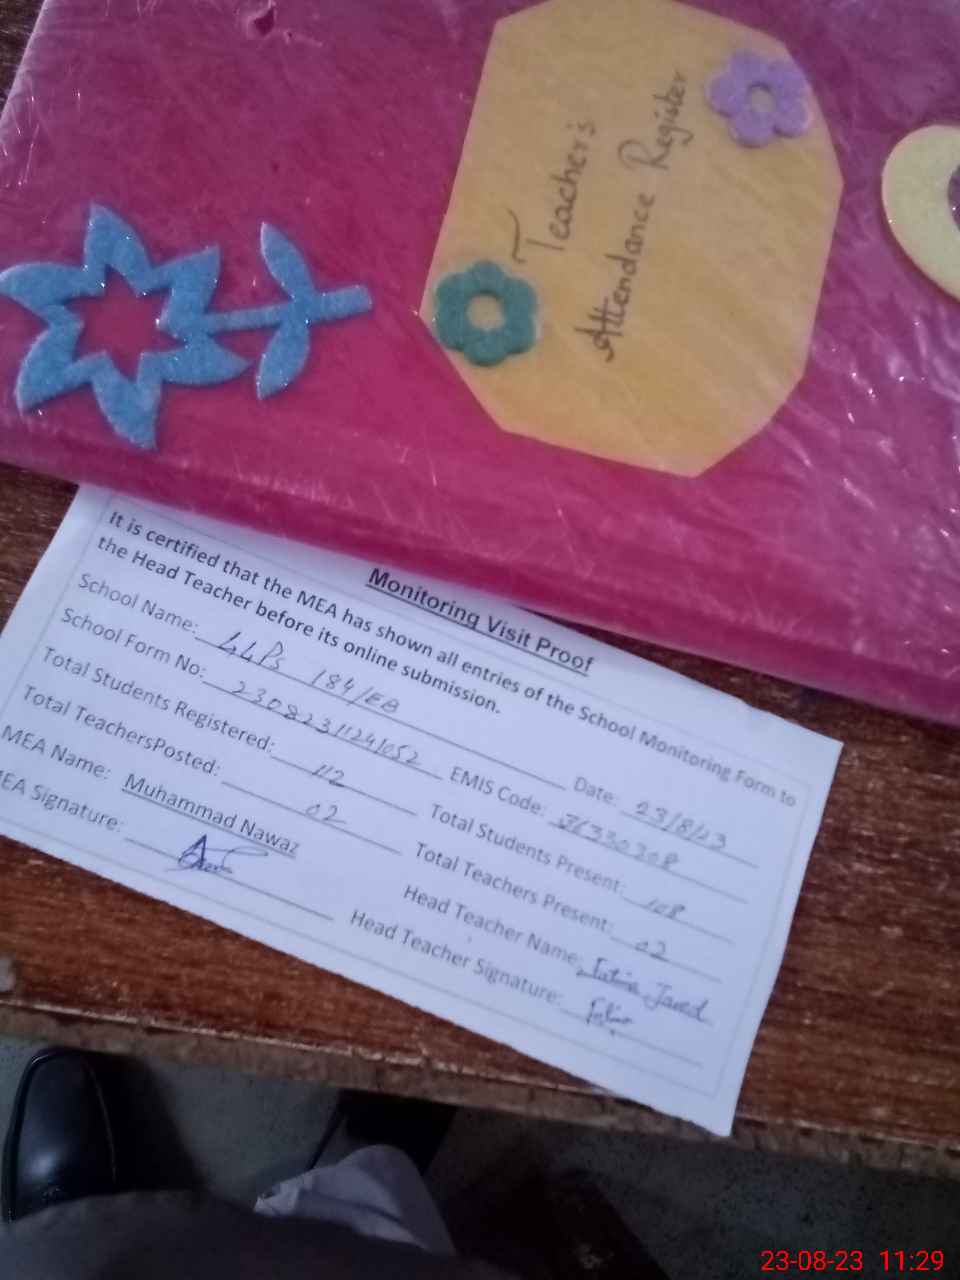 Teacher's
Attendance Register
Monitoring Visit Proof
It is certified that the MEA has shown all entries of the School Monitoring Form to
the Head Teacher before its online submission.
School Name: GGPS 184/EB Date: 23/8/23
School Form No: EMIS Code:
Total Students Registered: 112 Total Students Present: 108
Total TeachersPosted: 02 Total Teachers Present: 02
MEA Name: Muhammad Nawaz Head Teacher Name: Fatima Javed
MEA Signature: Head Teacher Signature: Fatima
23-08-23 11:29